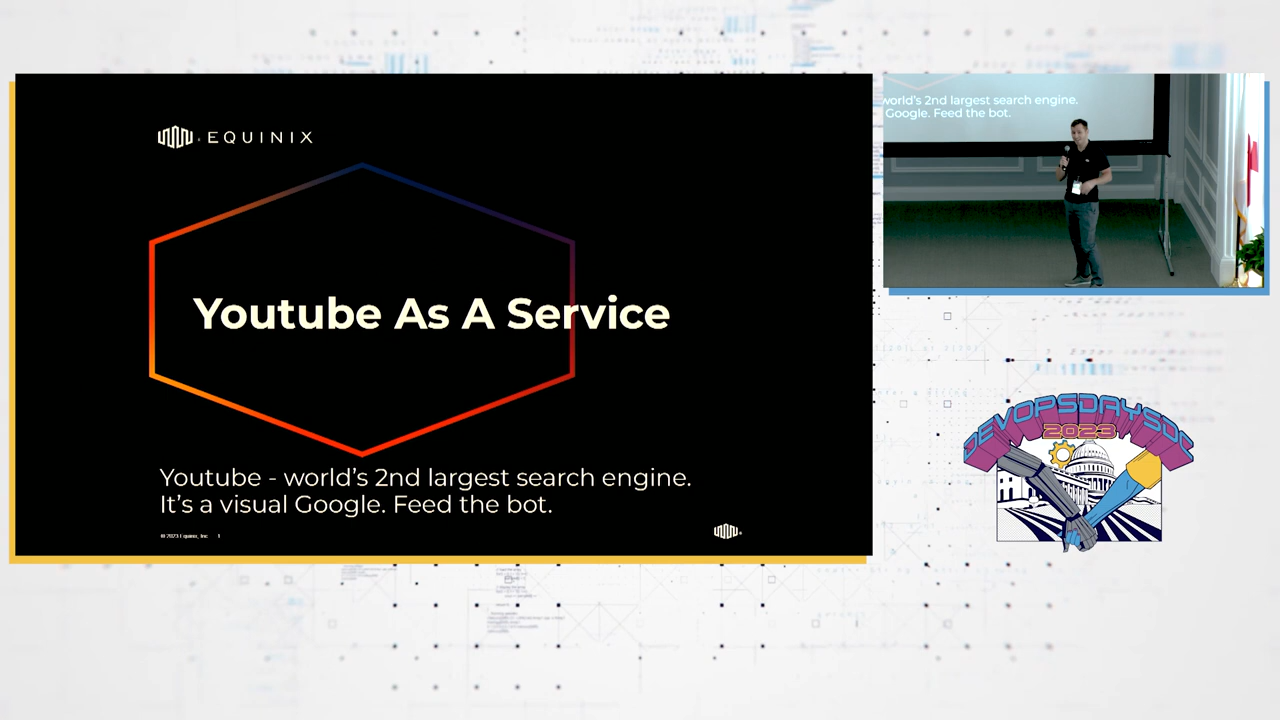 EQUINIX
Youtube As A Service
Youtube - world's 2nd largest search engine.
It's a visual Google. Feed the bot.
© 2023 Equinix, Inc 1
world's 2nd largest search engine.
Google. Feed the bot.
DEVOPSDAYSDC
2023